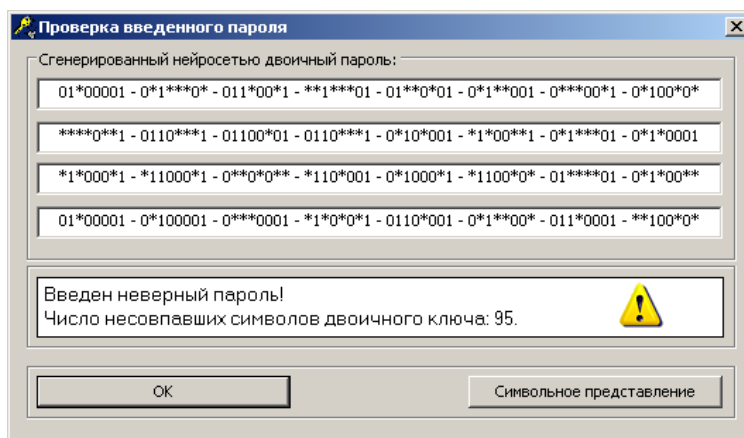 Проверка введенного пароля
Сгенерированный нейросетью двоичный пароль:
01*00001 - 0*1***0* - 011*00*1 - **1***01 - 01**0*01 - 0*1**001 - 0***00*1 - 0*100*0*
****0**1 - 0110***1 - 01100*01 - 0110***1 - 0*10*001 - *1*00**1 - 0*1***01 - 0*1*0001
*1*000*1 - *11000*1 - 0**0*0** - *110*001 - 0*1000*1 - *1100*0* - 01****01 - 0*1*00**
01*00001 - 0*100001 - 0***0001 - *1*0*0*1 - 0110*001 - 0*1**00* - 011*0001 - **100*0*
Введен неверный пароль!
Число несовпавших символов двоичного ключа: 95.
OK
Символьное представление